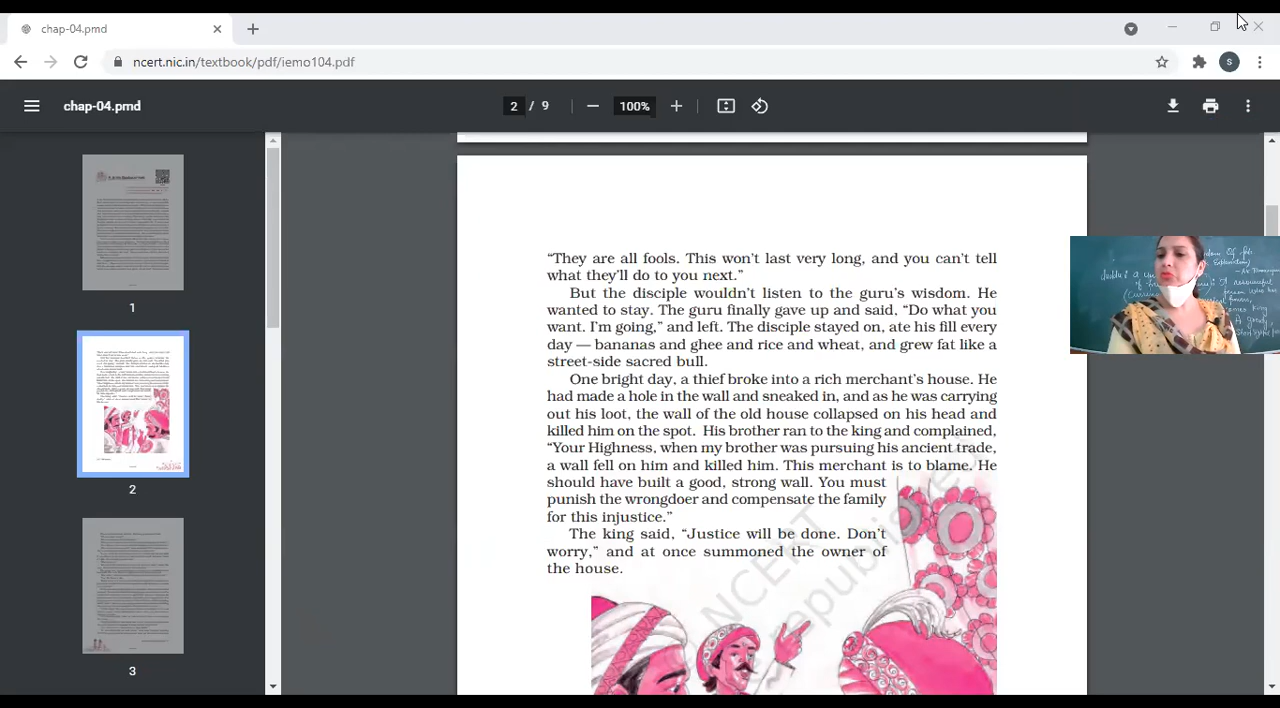 chap-04.pmd
ncert.nic.in/textbook/pdf/iemo104.pdf
S
chap-04.pmd
2 / 9
100%
1
2
3
“They are all fools. This won’t last very long, and you can’t tell
what they’ll do to you next.”
But the disciple wouldn’t listen to the guru’s wisdom. He
wanted to stay. The guru finally gave up and said, “Do what you
want. I’m going,” and left. The disciple stayed on, ate his fill every
day — bananas and ghee and rice and wheat, and grew fat like a
street-side sacred bull.
One bright day, a thief broke into a rich merchant’s house. He
had made a hole in the wall and sneaked in, and as he was carrying
out his loot, the wall of the old house collapsed on his head and
killed him on the spot. His brother ran to the king and complained,
“Your Highness, when my brother was pursuing his ancient trade,
a wall fell on him and killed him. This merchant is to blame. He
should have built a good, strong wall. You must
punish the wrongdoer and compensate the family
for this injustice.”
The king said, “Justice will be done. Don’t
worry,” and at once summoned the owner of
the house.